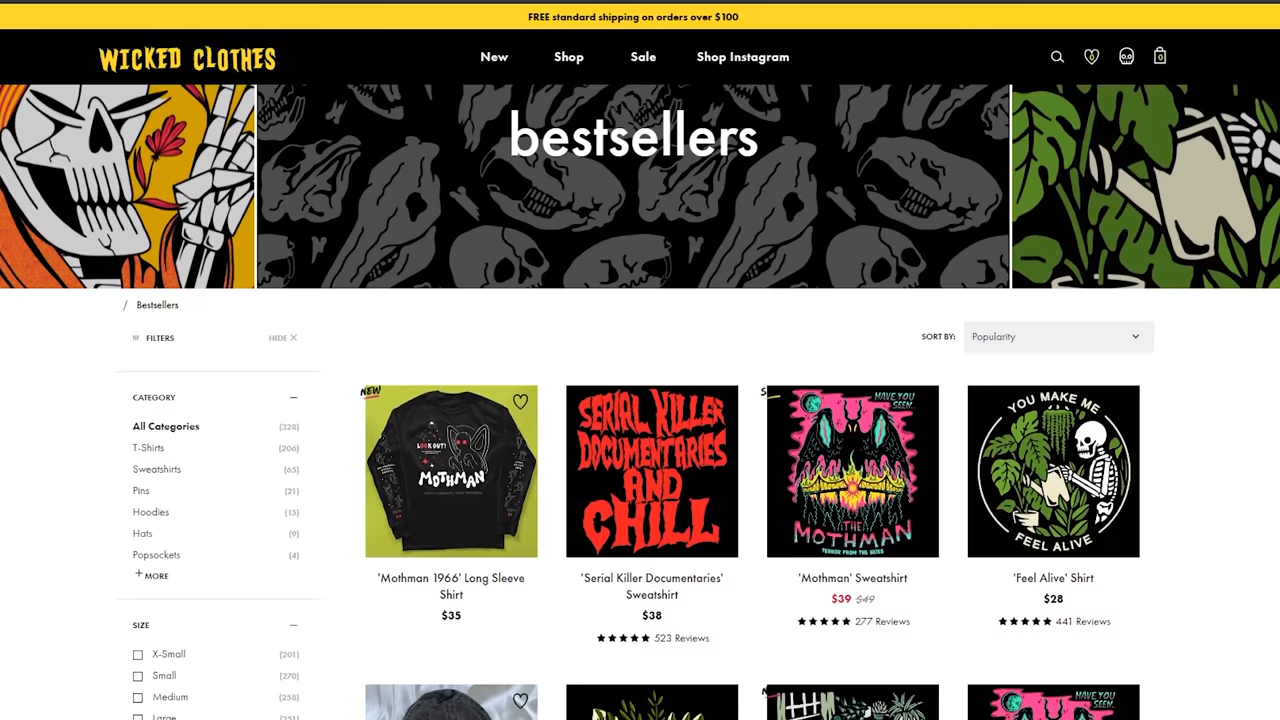 FREE standard shipping on orders over $100
WICKED CLOTHES
New
Shop
Sale
Shop Instagram
0
0
bestsellers
/ Bestsellers
FILTERS
HIDE
SORT BY:
Popularity
CATEGORY
All Categories (328)
T-Shirts (206)
Sweatshirts (65)
Pins (21)
Hoodies (15)
Hats (9)
Popsockets (4)
+ MORE
SIZE
X-Small (201)
Small (270)
Medium (258)
Large (251)
NEW
LOOK OUT!
MOTHMAN
'Mothman 1966' Long Sleeve
Shirt
$35
SERIAL KILLER
DOCUMENTARIES
AND
CHILL
'Serial Killer Documentaries'
Sweatshirt
$38
523 Reviews
HAVE YOU
SEEN..
THE
MOTHMAN
TERROR FROM THE SKIES
'Mothman' Sweatshirt
$39 $49
277 Reviews
YOU MAKE ME
FEEL ALIVE
'Feel Alive' Shirt
$28
441 Reviews
HAVE YOU
SEEN..